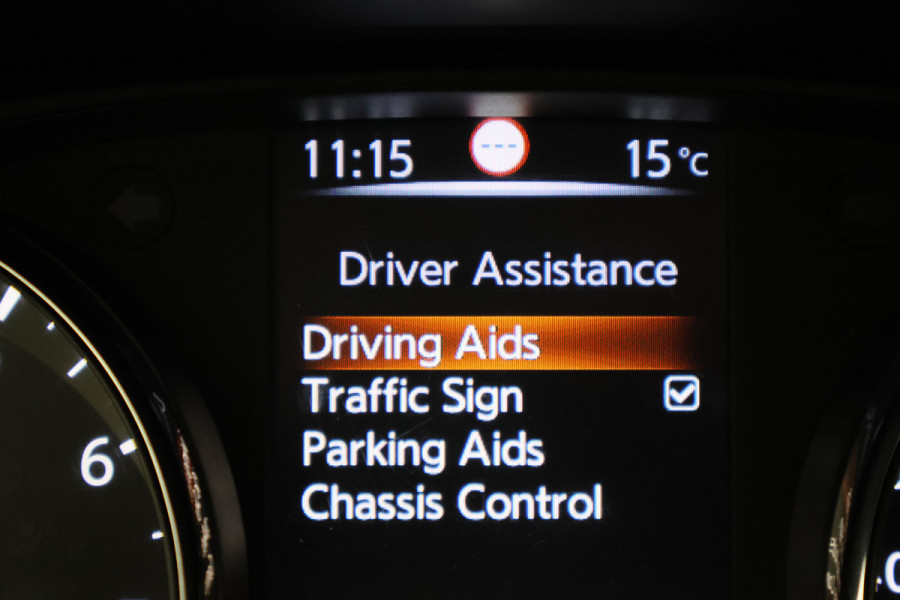 11:15 --- 15°C
Driver Assistance
Driving Aids
Traffic Sign
Parking Aids
Chassis Control
6